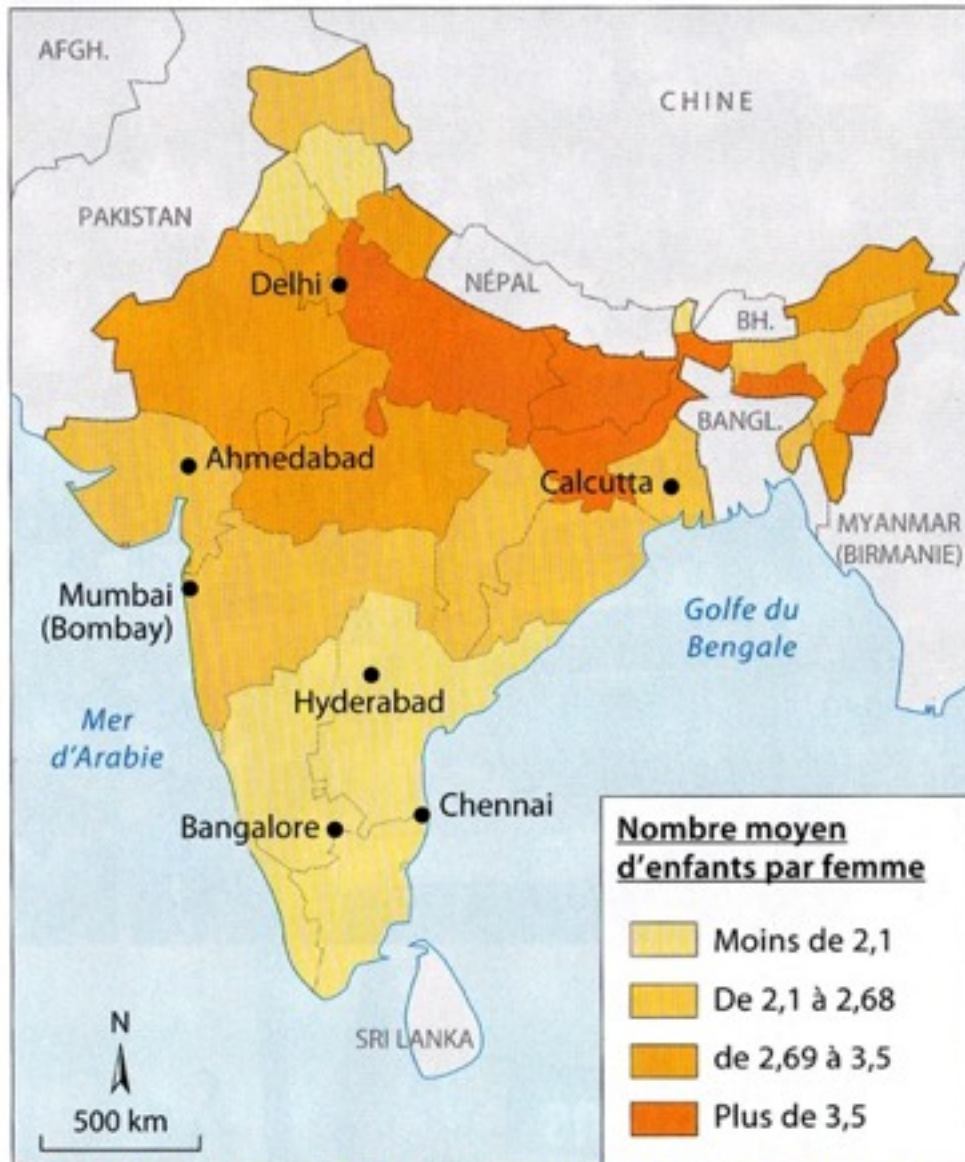 AFGH.
CHINE
PAKISTAN
Delhi
NÉPAL
BH.
Ahmedabad
BANGL.
Calcutta
MYANMAR
(BIRMANIE)
Mumbai
(Bombay)
Golfe du
Bengale
Hyderabad
Mer
d'Arabie
Chennai
Bangalore
Nombre moyen
d'enfants par femme
Moins de 2,1
De 2,1 à 2,68
de 2,69 à 3,5
Plus de 3,5
SRI LANKA
N
500 km